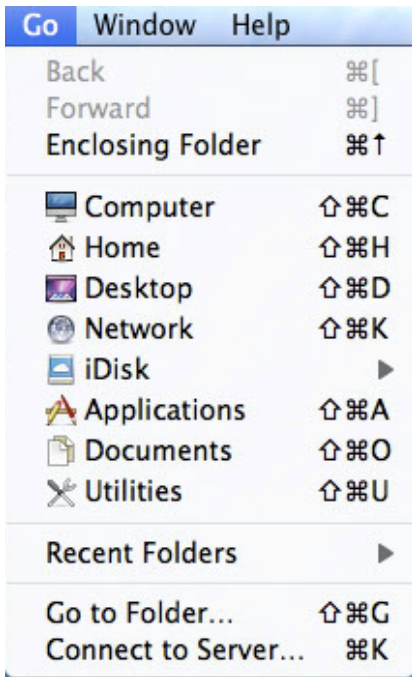 Go Window Help
Back ⌘[
Forward ⌘]
Enclosing Folder ⌘↑
Computer ⇧⌘C
Home ⇧⌘H
Desktop ⇧⌘D
Network ⇧⌘K
iDisk ▶
Applications ⇧⌘A
Documents ⇧⌘O
Utilities ⇧⌘U
Recent Folders ▶
Go to Folder... ⇧⌘G
Connect to Server... ⌘K